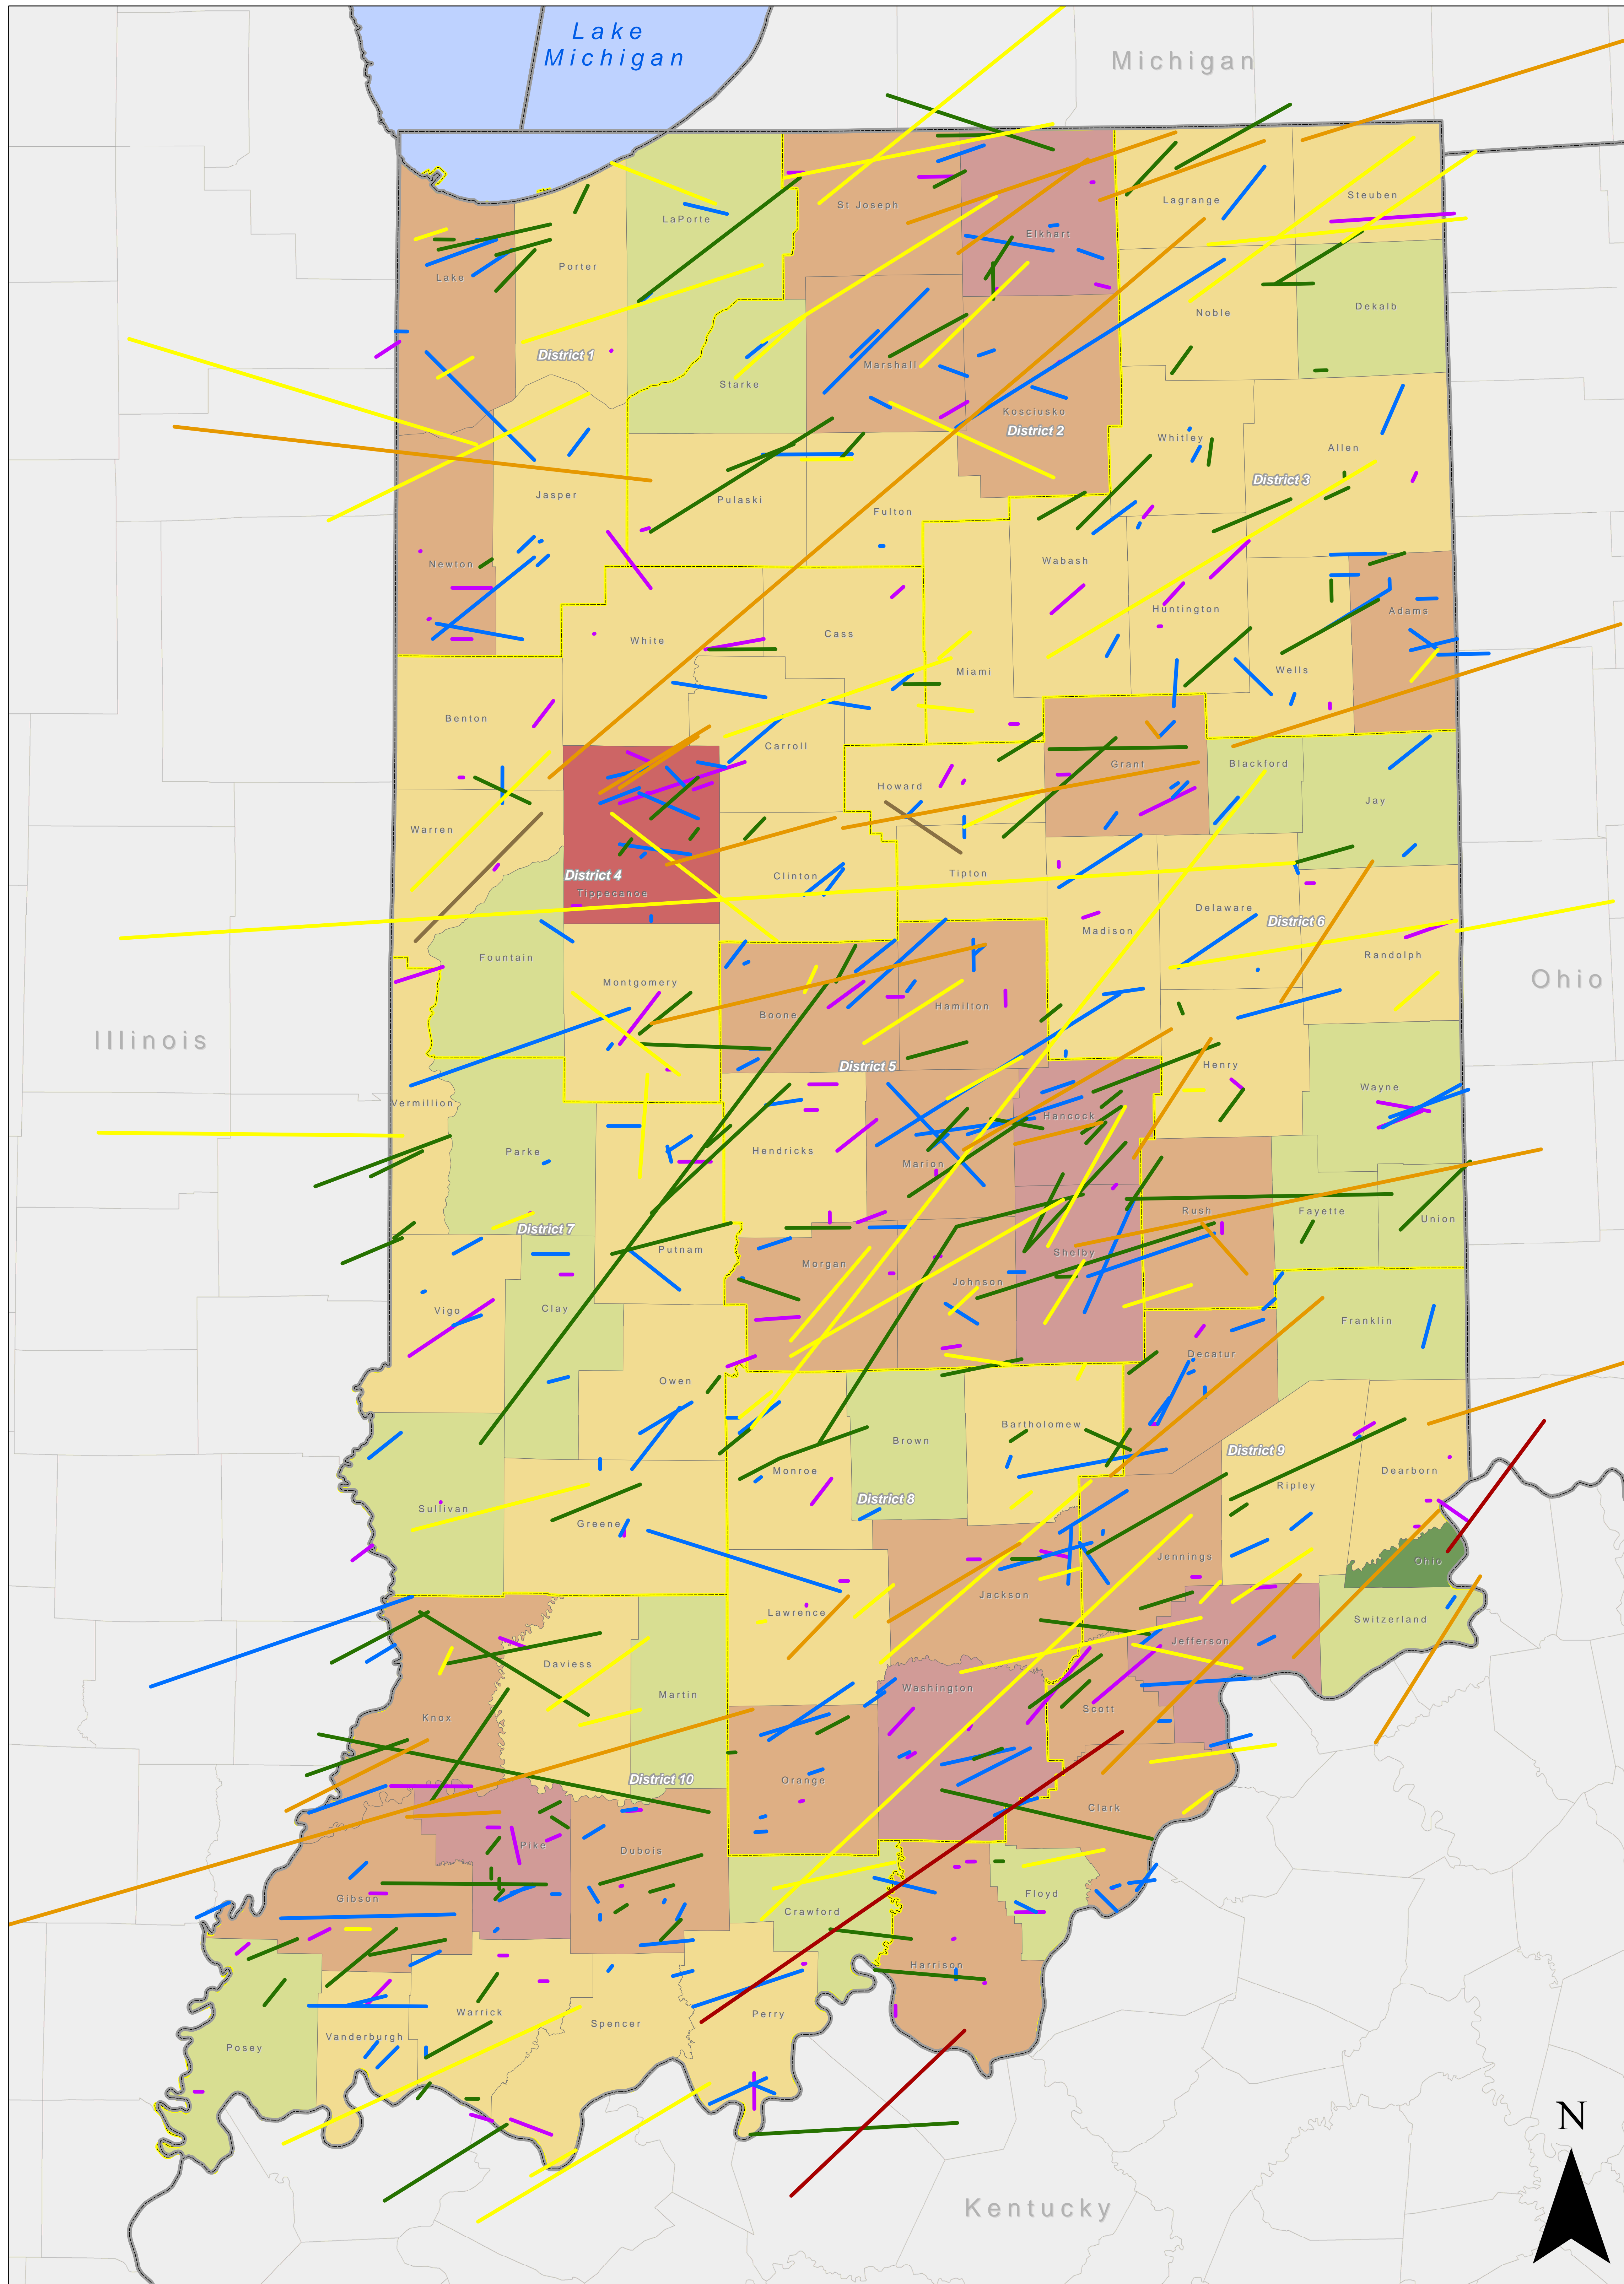 Lake
Michigan
Michigan
LaPorte
St Joseph
Elkhart
Lagrange
Steuben
Lake
Porter
Noble
Dekalb
District 1
Starke
Marshall
Kosciusko
District 2
Whitley
Allen
District 3
Jasper
Pulaski
Fulton
Newton
Wabash
Huntington
Adams
White
Cass
Miami
Wells
Benton
Carroll
Howard
Grant
Blackford
Jay
Warren
District 4
Tippecanoe
Clinton
Tipton
Delaware
District 6
Madison
Randolph
Fountain
Montgomery
Boone
Hamilton
Ohio
Illinois
District 5
Henry
Wayne
Vermillion
Hancock
Parke
Hendricks
Marion
District 7
Rush
Fayette
Union
Putnam
Morgan
Johnson
Shelby
Vigo
Clay
Franklin
Decatur
Owen
Bartholomew
Brown
District 9
Monroe
Dearborn
Ripley
District 8
Sullivan
Greene
Jennings
Ohio
Lawrence
Jackson
Switzerland
Jefferson
Daviess
Martin
Washington
Knox
Scott
District 10
Orange
Clark
Pike
Dubois
Gibson
Crawford
Floyd
Harrison
Warrick
Perry
Spencer
Vanderburgh
Posey
N
Kentucky